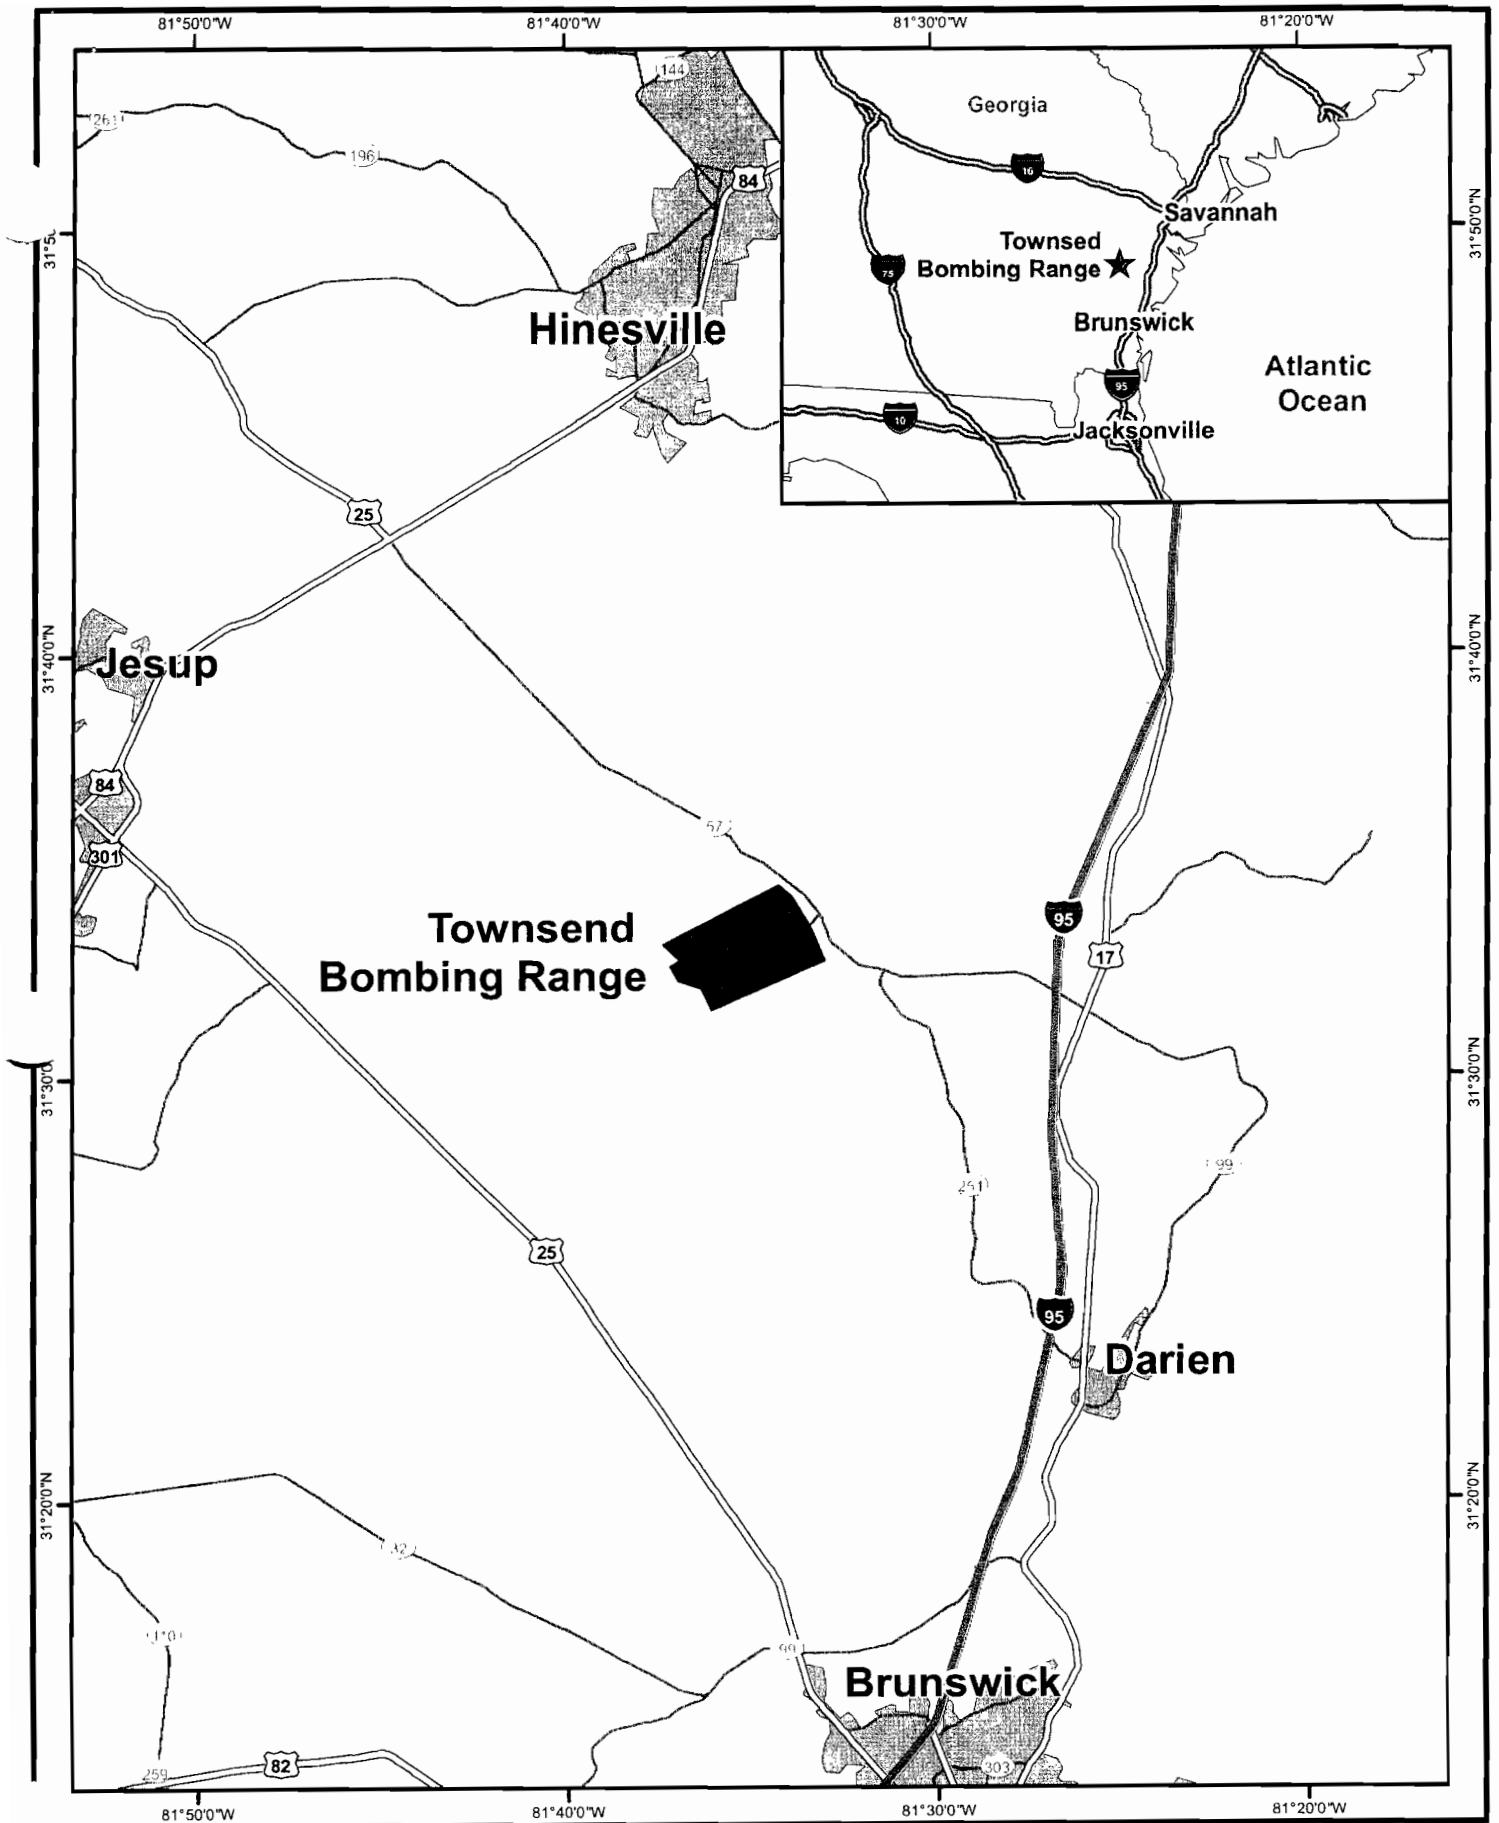 81°50'0"W
81°40'0"W
81°30'0"W
81°20'0"W
144
261
196
84
Georgia
16
Savannah
31°50'0"N
Townsed
Bombing Range
75
Brunswick
Hinesville
Atlantic
Ocean
95
10
Jacksonville
25
31°40'0"N
31°40'0"N
Jesup
84
57
301
95
Townsend
17
Bombing Range
31°30'0"N
99
251
25
95
Darien
31°20'0"N
31°20'0"N
99
Brunswick
82
303
259
81°50'0"W
81°40'0"W
81°30'0"W
81°20'0"W